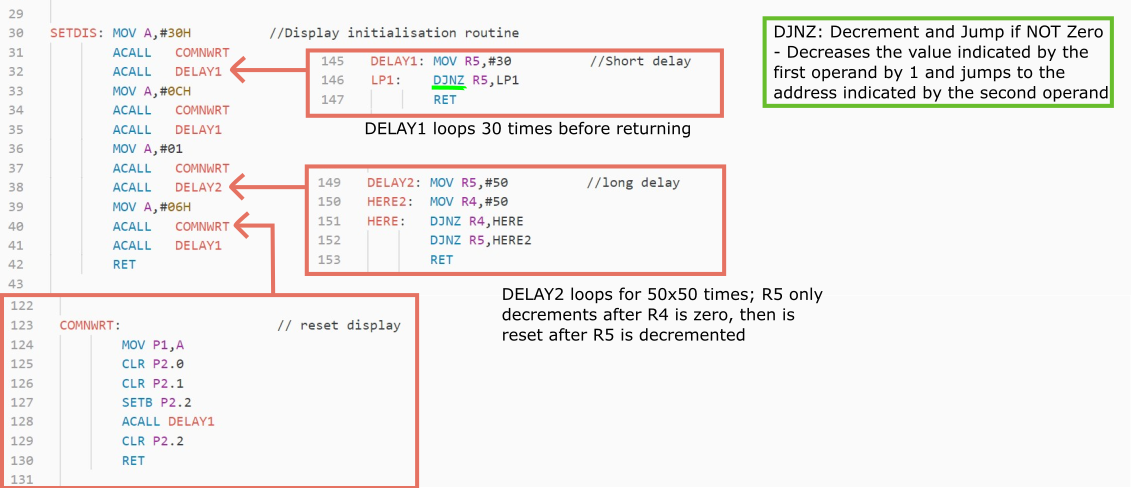 29
30 SETDIS: MOV A,#30H //Display initialisation routine
31 ACALL COMNWRT
32 ACALL DELAY1
33 MOV A,#0CH
34 ACALL COMNWRT
35 ACALL DELAY1
36 MOV A,#01
37 ACALL COMNWRT
38 ACALL DELAY2
39 MOV A,#06H
40 ACALL COMNWRT
41 ACALL DELAY1
42 RET
43
145 DELAY1: MOV R5,#30 //Short delay
146 LP1: DJNZ R5,LP1
147 RET
DELAY1 loops 30 times before returning
DJNZ: Decrement and Jump if NOT Zero
- Decreases the value indicated by the
first operand by 1 and jumps to the
address indicated by the second operand
149 DELAY2: MOV R5,#50 //long delay
150 HERE2: MOV R4,#50
151 HERE: DJNZ R4,HERE
152 DJNZ R5,HERE2
153 RET
DELAY2 loops for 50x50 times; R5 only
decrements after R4 is zero, then is
reset after R5 is decremented
122
123 COMNWRT: // reset display
124 MOV P1,A
125 CLR P2.0
126 CLR P2.1
127 SETB P2.2
128 ACALL DELAY1
129 CLR P2.2
130 RET
131